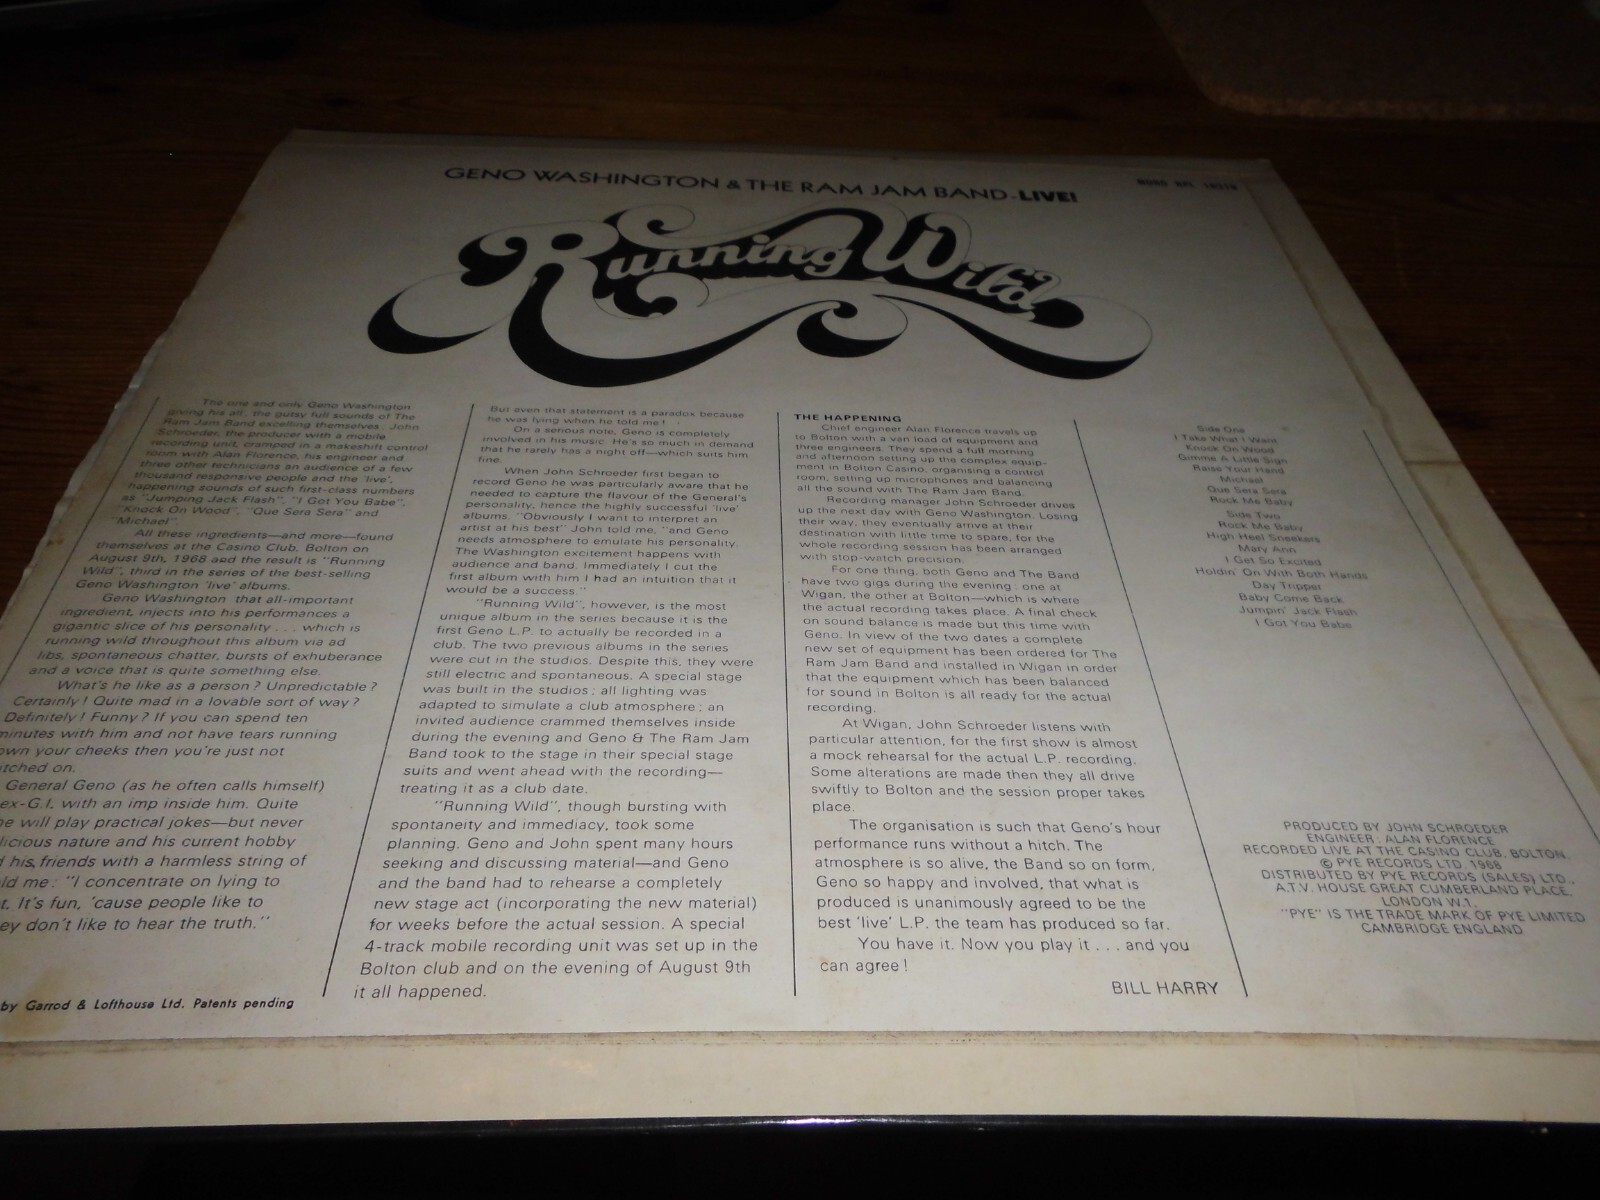 GENO WASHINGTON & THE RAM JAM BAND-LIVE!
MONO NPL 18219
Running Wild
The one and only Geno Washington
giving his all, the gutsy full sounds of The
Ram Jam Band excelling themselves; John
Schroeder, the producer with a mobile
recording unit, cramped in a makeshift control
room with Alan Florence, his engineer and
three other technicians an audience of a few
thousand responsive people and the 'live',
happening sounds of such first-class numbers
as "Jumping Jack Flash", "I Got You Babe",
"Knock On Wood", "Que Sera Sera" and
"Michael".
All these ingredients—and more—found
themselves at the Casino Club, Bolton on
August 9th, 1968 and the result is "Running
Wild", third in the series of the best-selling
Geno Washington 'live' albums.
Geno Washington that all-important
ingredient, injects into his performances a
gigantic slice of his personality . . . which is
running wild throughout this album via ad
libs, spontaneous chatter, bursts of exhuberance
and a voice that is quite something else.
What's he like as a person? Unpredictable?
Certainly! Quite mad in a lovable sort of way?
Definitely! Funny? If you can spend ten
minutes with him and not have tears running
own your cheeks then you're just not
itched on.
General Geno (as he often calls himself)
ex-G.I. with an imp inside him. Quite
he will play practical jokes—but never
licious nature and his current hobby
his friends with a harmless string of
ld me: "I concentrate on lying to
t. It's fun, 'cause people like to
ey don't like to hear the truth."
by Garrod & Lofthouse Ltd. Patents pending
But even that statement is a paradox because
he was lying when he told me!
On a serious note, Geno is completely
involved in his music. He's so much in demand
that he rarely has a night off—which suits him
fine.
When John Schroeder first began to
record Geno he was particularly aware that he
needed to capture the flavour of the General's
personality, hence the highly successful 'live'
albums. "Obviously I want to interpret an
artist at his best" John told me, "and Geno
needs atmosphere to emulate his personality.
The Washington excitement happens with
audience and band. Immediately I cut the
first album with him I had an intuition that it
would be a success."
"Running Wild", however, is the most
unique album in the series because it is the
first Geno L.P. to actually be recorded in a
club. The two previous albums in the series
were cut in the studios. Despite this, they were
still electric and spontaneous. A special stage
was built in the studios; all lighting was
adapted to simulate a club atmosphere; an
invited audience crammed themselves inside
during the evening and Geno & The Ram Jam
Band took to the stage in their special stage
suits and went ahead with the recording—
treating it as a club date.
"Running Wild", though bursting with
spontaneity and immediacy, took some
planning. Geno and John spent many hours
seeking and discussing material—and Geno
and the band had to rehearse a completely
new stage act (incorporating the new material)
for weeks before the actual session. A special
4-track mobile recording unit was set up in the
Bolton club and on the evening of August 9th
it all happened.
THE HAPPENING
Chief engineer Alan Florence travels up
to Bolton with a van load of equipment and
three engineers. They spend a full morning
and afternoon setting up the complex equip-
ment in Bolton Casino, organising a control
room, setting up microphones and balancing
all the sound with The Ram Jam Band.
Recording manager John Schroeder drives
up the next day with Geno Washington. Losing
their way, they eventually arrive at their
destination with little time to spare, for the
whole recording session has been arranged
with stop-watch precision.
For one thing, both Geno and The Band
have two gigs during the evening; one at
Wigan, the other at Bolton—which is where
the actual recording takes place. A final check
on sound balance is made but this time with
Geno. In view of the two dates a complete
new set of equipment has been ordered for The
Ram Jam Band and installed in Wigan in order
that the equipment which has been balanced
for sound in Bolton is all ready for the actual
recording.
At Wigan, John Schroeder listens with
particular attention, for the first show is almost
a mock rehearsal for the actual L.P. recording.
Some alterations are made then they all drive
swiftly to Bolton and the session proper takes
place.
The organisation is such that Geno's hour
performance runs without a hitch. The
atmosphere is so alive, the Band so on form,
Geno so happy and involved, that what is
produced is unanimously agreed to be the
best 'live' L.P. the team has produced so far.
You have it. Now you play it . . . and you
can agree!
BILL HARRY
Side One
I Take What I Want
Knock On Wood
Gimme A Little Sign
Raise Your Hand
Michael
Que Sera Sera
Rock Me Baby
Side Two
Rock Me Baby
High Heel Sneekers
Mary Ann
I Get So Excited
Holdin' On With Both Hands
Day Tripper
Baby Come Back
Jumpin' Jack Flash
I Got You Babe
PRODUCED BY JOHN SCHROEDER
ENGINEER: ALAN FLORENCE
RECORDED LIVE AT THE CASINO CLUB, BOLTON.
© PYE RECORDS LTD. 1968
DISTRIBUTED BY PYE RECORDS (SALES) LTD.,
A.T.V. HOUSE GREAT CUMBERLAND PLACE,
LONDON W.1.
"PYE" IS THE TRADE MARK OF PYE LIMITED
CAMBRIDGE ENGLAND